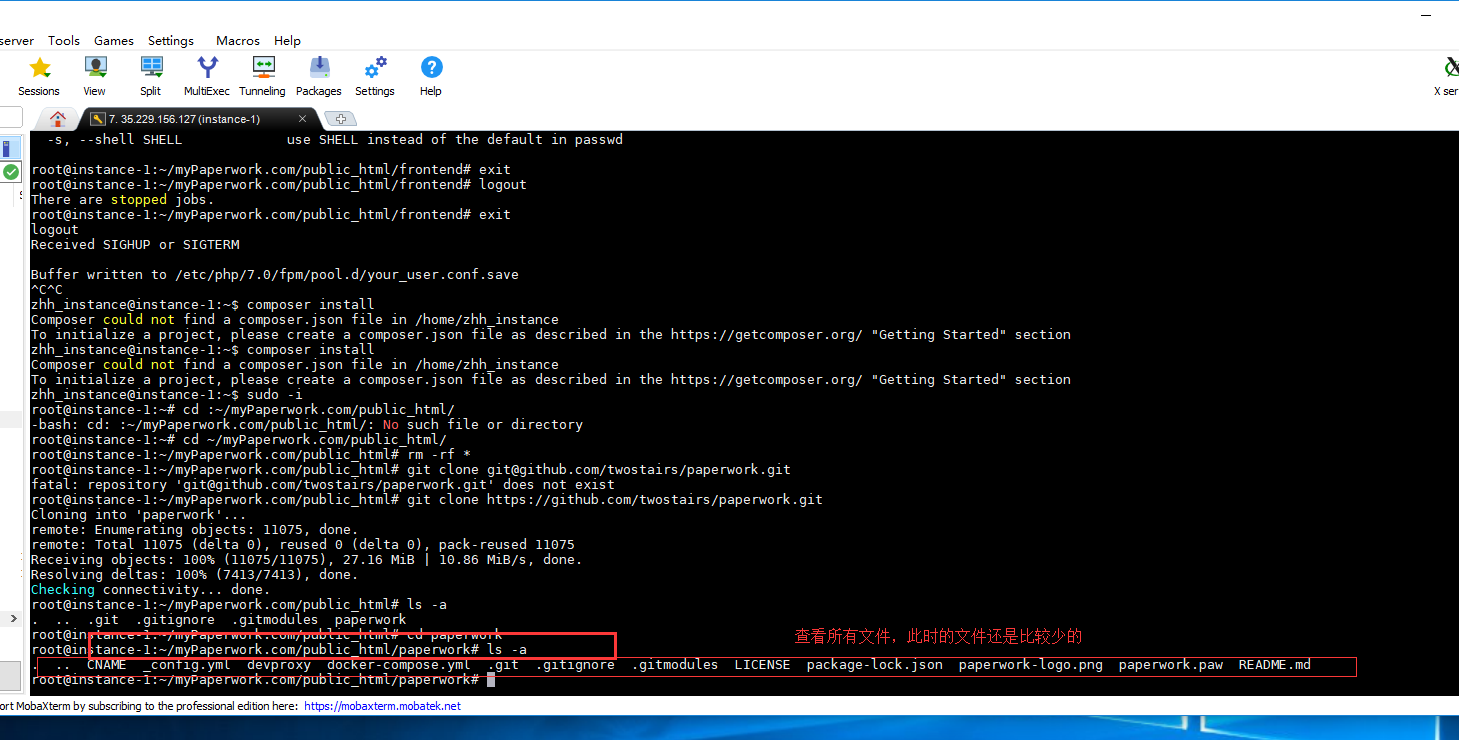 server Tools Games Settings Macros Help
Sessions View Split MultiExec Tunneling Packages Settings Help
X ser
7. 35.229.156.127 (instance-1)
-s, --shell SHELL use SHELL instead of the default in passwd
root@instance-1:~/myPaperwork.com/public_html/frontend# exit
root@instance-1:~/myPaperwork.com/public_html/frontend# logout
There are stopped jobs.
root@instance-1:~/myPaperwork.com/public_html/frontend# exit
logout
Received SIGHUP or SIGTERM
Buffer written to /etc/php/7.0/fpm/pool.d/your_user.conf.save
^C^C
zhh_instance@instance-1:~$ composer install
Composer could not find a composer.json file in /home/zhh_instance
To initialize a project, please create a composer.json file as described in the https://getcomposer.org/ "Getting Started" section
zhh_instance@instance-1:~$ composer install
Composer could not find a composer.json file in /home/zhh_instance
To initialize a project, please create a composer.json file as described in the https://getcomposer.org/ "Getting Started" section
zhh_instance@instance-1:~$ sudo -i
root@instance-1:~# cd :~/myPaperwork.com/public_html/
-bash: cd: :~/myPaperwork.com/public_html/: No such file or directory
root@instance-1:~# cd ~/myPaperwork.com/public_html/
root@instance-1:~/myPaperwork.com/public_html# rm -rf *
root@instance-1:~/myPaperwork.com/public_html# git clone git@github.com/twostairs/paperwork.git
fatal: repository 'git@github.com/twostairs/paperwork.git' does not exist
root@instance-1:~/myPaperwork.com/public_html# git clone https://github.com/twostairs/paperwork.git
Cloning into 'paperwork'...
remote: Enumerating objects: 11075, done.
remote: Total 11075 (delta 0), reused 0 (delta 0), pack-reused 11075
Receiving objects: 100% (11075/11075), 27.16 MiB | 10.86 MiB/s, done.
Resolving deltas: 100% (7413/7413), done.
Checking connectivity... done.
root@instance-1:~/myPaperwork.com/public_html# ls -a
. .. .git .gitignore .gitmodules paperwork
root@instance-1:~/myPaperwork.com/public_html# cd paperwork
查看所有文件，此时的文件还是比较少的
root@instance-1:~/myPaperwork.com/public_html/paperwork# ls -a
. .. CNAME _config.yml devproxy docker-compose.yml .git .gitignore .gitmodules LICENSE package-lock.json paperwork-logo.png paperwork.paw README.md
root@instance-1:~/myPaperwork.com/public_html/paperwork#
ort MobaXterm by subscribing to the professional edition here: https://mobaxterm.mobatek.net